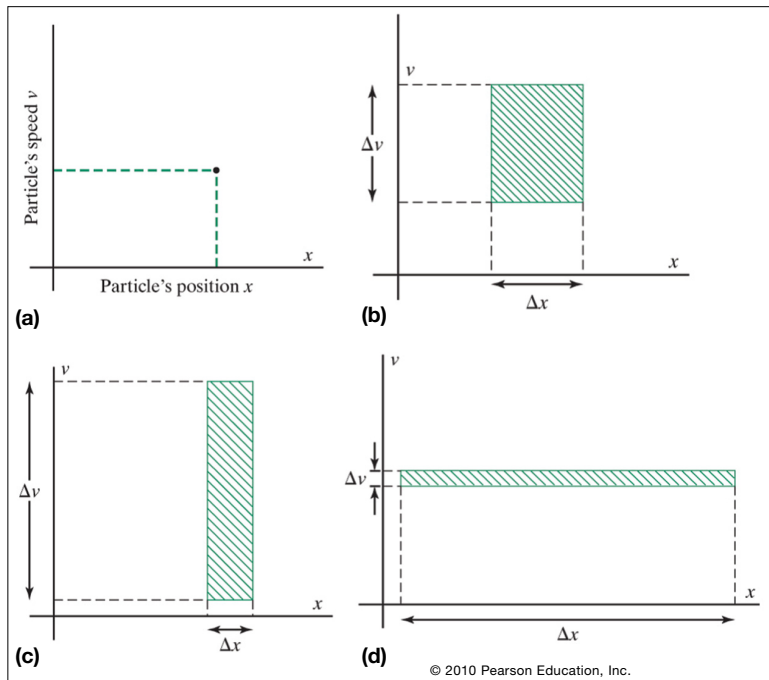 Particle's speed v
x
Particle's position x
(a)
v
Δv
x
Δx
(b)
v
Δv
x
Δx
(c)
v
Δv
x
Δx
(d)
© 2010 Pearson Education, Inc.